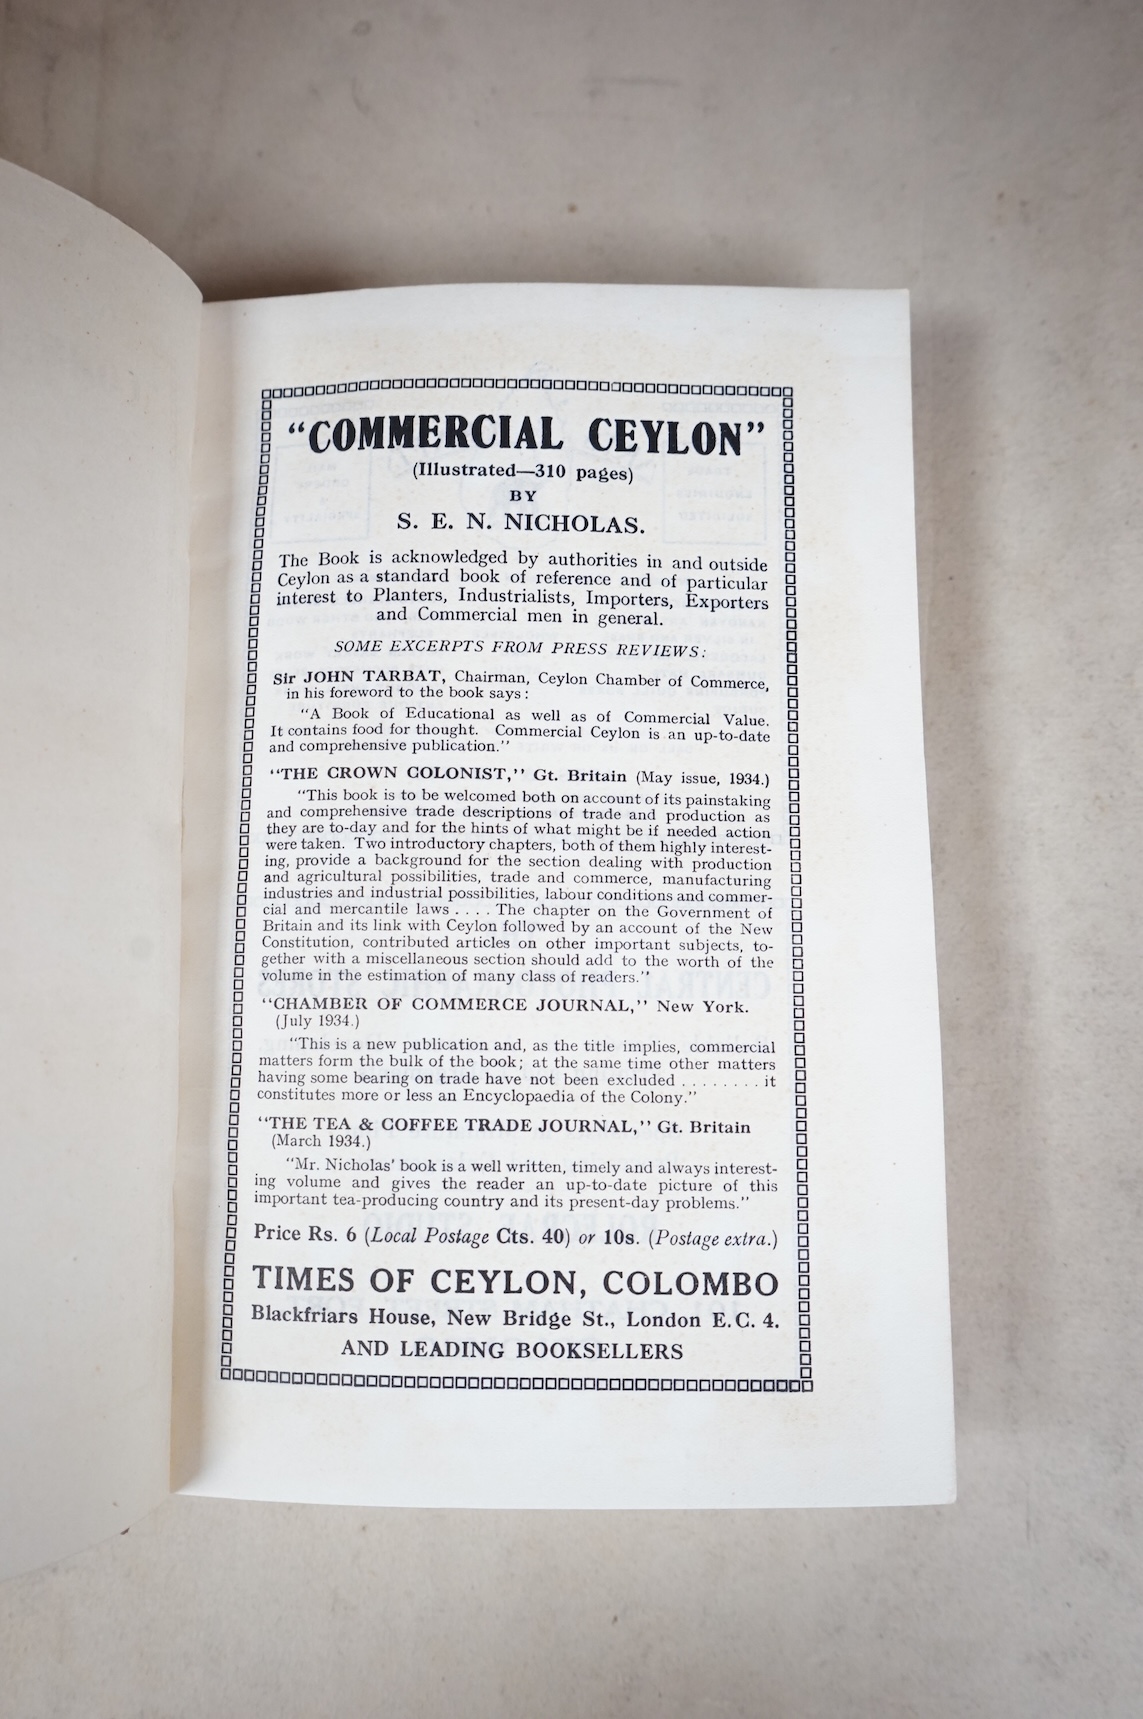 "COMMERCIAL CEYLON"
(Illustrated—310 pages)
BY
S. E. N. NICHOLAS.
The Book is acknowledged by authorities in and outside
Ceylon as a standard book of reference and of particular
interest to Planters, Industrialists, Importers, Exporters
and Commercial men in general.
SOME EXCERPTS FROM PRESS REVIEWS:
Sir JOHN TARBAT, Chairman, Ceylon Chamber of Commerce,
in his foreword to the book says:
"A Book of Educational as well as of Commercial Value.
It contains food for thought. Commercial Ceylon is an up-to-date
and comprehensive publication."
"THE CROWN COLONIST," Gt. Britain (May issue, 1934.)
"This book is to be welcomed both on account of its painstaking
and comprehensive trade descriptions of trade and production as
they are to-day and for the hints of what might be if needed action
were taken. Two introductory chapters, both of them highly interest-
ing, provide a background for the section dealing with production
and agricultural possibilities, trade and commerce, manufacturing
industries and industrial possibilities, labour conditions and commer-
cial and mercantile laws . . . . The chapter on the Government of
Britain and its link with Ceylon followed by an account of the New
Constitution, contributed articles on other important subjects, to-
gether with a miscellaneous section should add to the worth of the
volume in the estimation of many class of readers."
"CHAMBER OF COMMERCE JOURNAL," New York.
(July 1934.)
"This is a new publication and, as the title implies, commercial
matters form the bulk of the book; at the same time other matters
having some bearing on trade have not been excluded . . . . . . . . it
constitutes more or less an Encyclopaedia of the Colony."
"THE TEA & COFFEE TRADE JOURNAL," Gt. Britain
(March 1934.)
"Mr. Nicholas' book is a well written, timely and always interest-
ing volume and gives the reader an up-to-date picture of this
important tea-producing country and its present-day problems."
Price Rs. 6 (Local Postage Cts. 40) or 10s. (Postage extra.)
TIMES OF CEYLON, COLOMBO
Blackfriars House, New Bridge St., London E.C. 4.
AND LEADING BOOKSELLERS